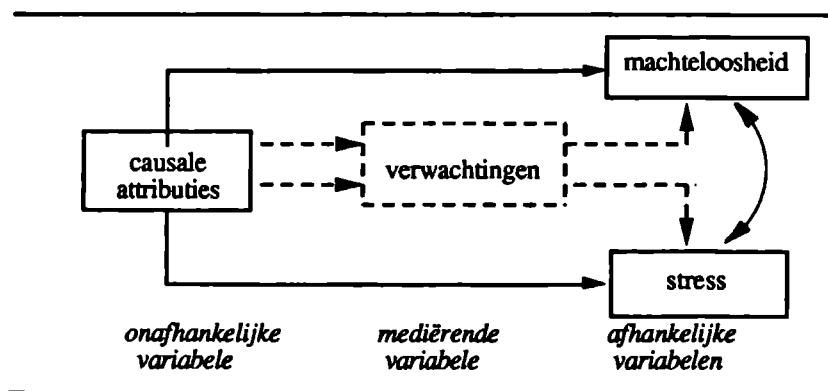 machteloosheid
causale
attributies
verwachtingen
stress
onafhankelijke
variabele
mediërende
variabele
afhankelijke
variabelen